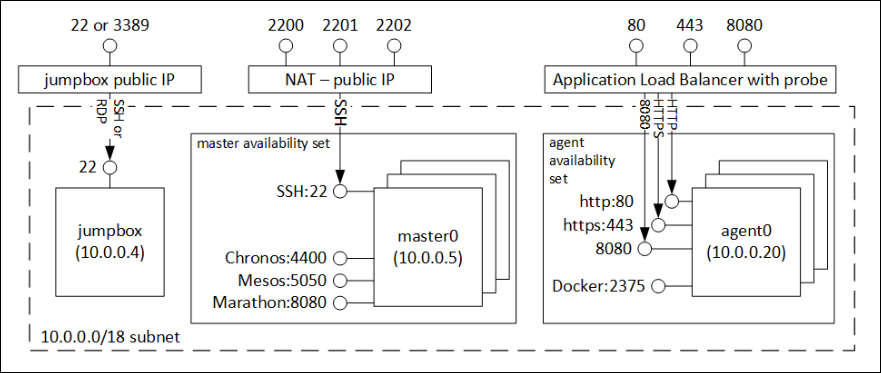 22 or 3389
2200 2201 2202
80 443 8080
jumpbox public IP
NAT – public IP
Application Load Balancer with probe
SSH or
RDP
SSH
8080
HTTPS
HTTP
master availability set
agent
availability
set
22
SSH:22
http:80
https:443
8080
jumpbox
(10.0.0.4)
master0
(10.0.0.5)
agent0
(10.0.0.20)
Chronos:4400
Mesos:5050
Marathon:8080
Docker:2375
10.0.0.0/18 subnet